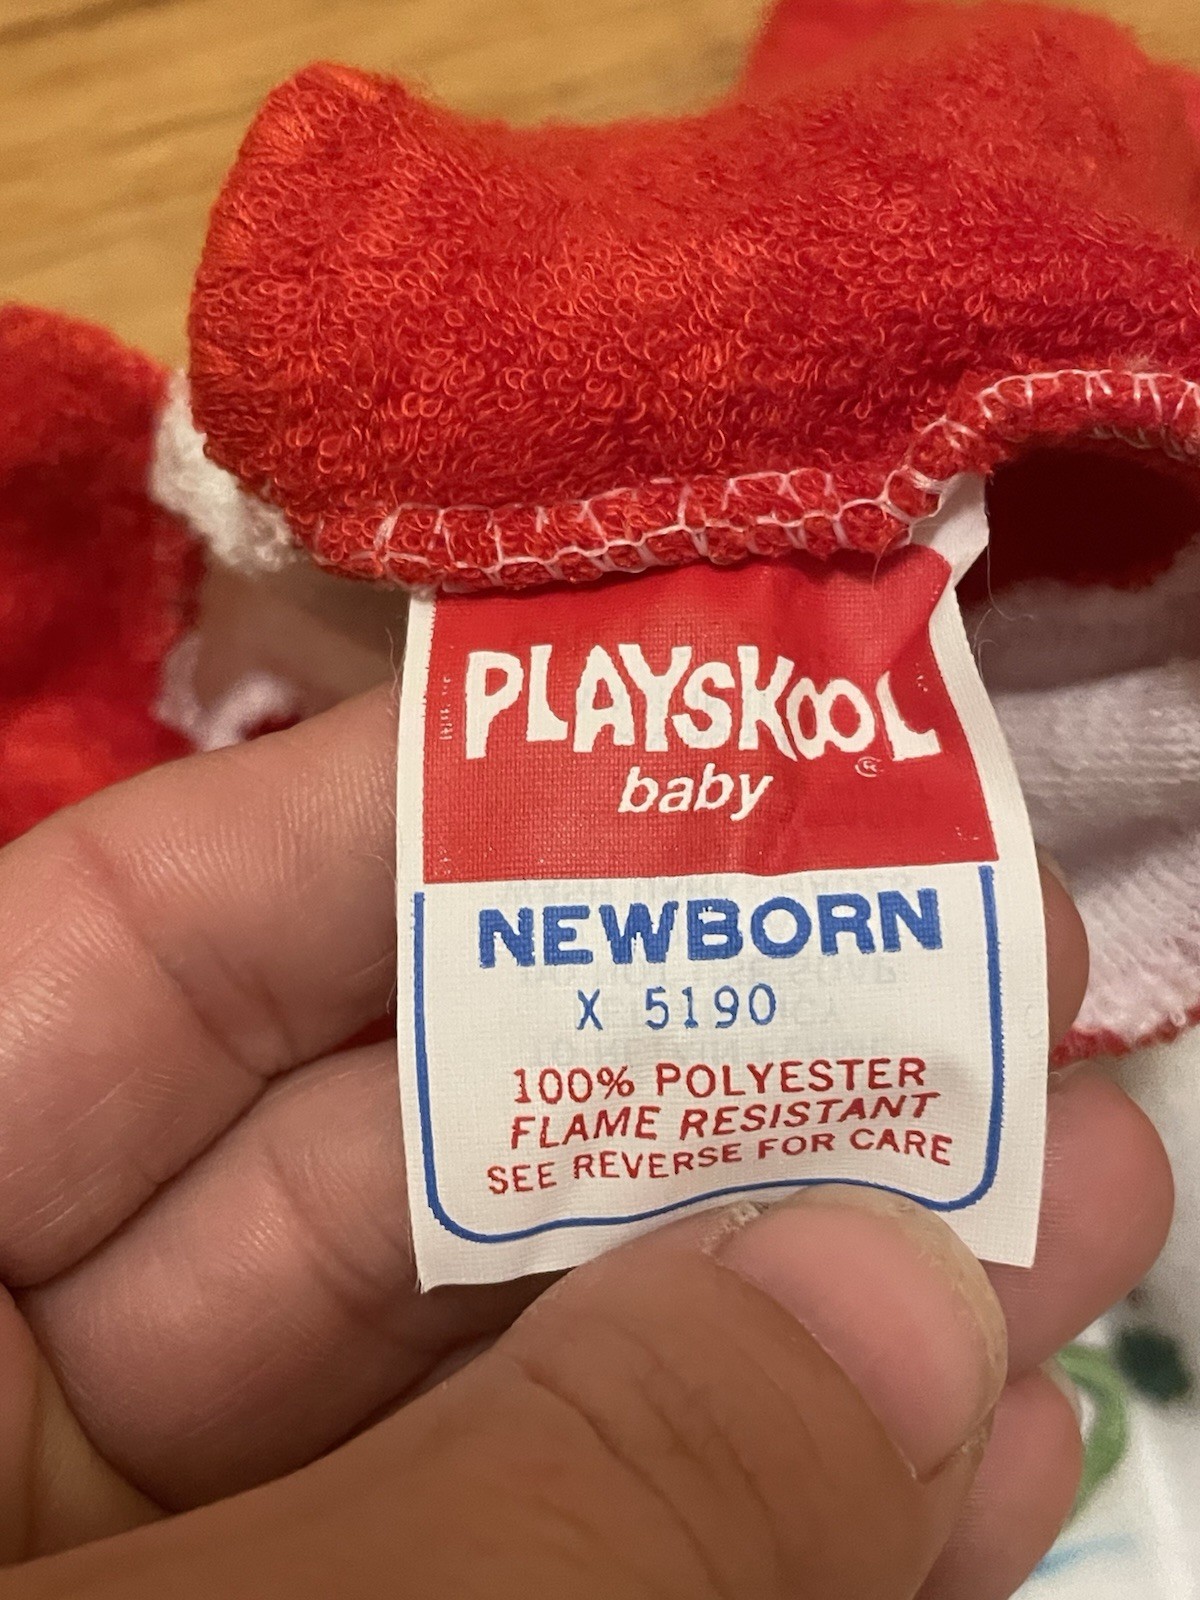 PLAYSKOOL
®
baby
NEWBORN
X 5190
100% POLYESTER
FLAME RESISTANT
SEE REVERSE FOR CARE